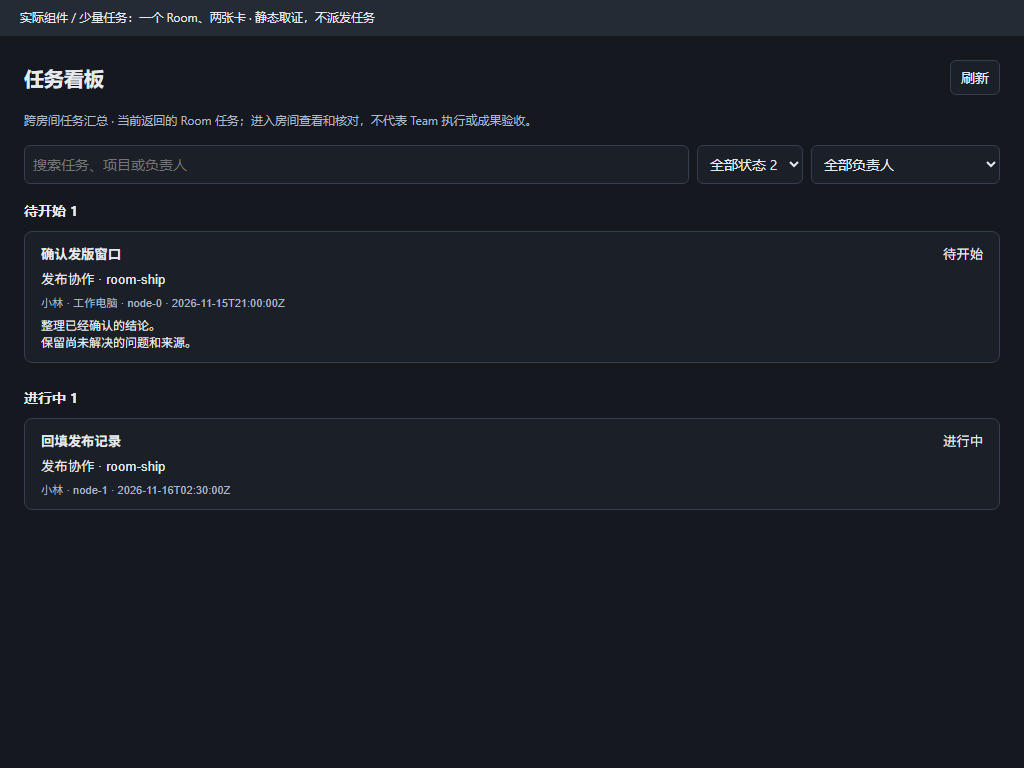 实际组件 / 少量任务：一个 Room、两张卡 · 静态取证，不派发任务
任务看板
刷新
跨房间任务汇总 · 当前返回的 Room 任务；进入房间查看和核对，不代表 Team 执行或成果验收。
搜索任务、项目或负责人
全部状态 2
全部负责人
待开始 1
确认发版窗口
待开始
发布协作 · room-ship
小林 · 工作电脑 · node-0 · 2026-11-15T21:00:00Z
整理已经确认的结论。
保留尚未解决的问题和来源。
进行中 1
回填发布记录
进行中
发布协作 · room-ship
小林 · node-1 · 2026-11-16T02:30:00Z